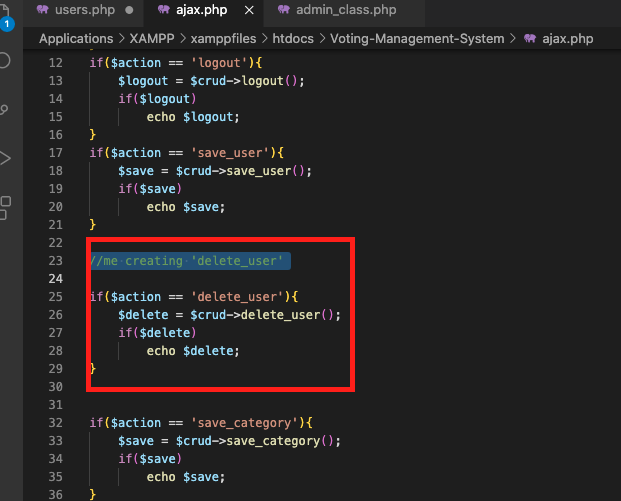 users.php ajax.php admin_class.php
1
Applications > XAMPP > xamppfiles > htdocs > Voting-Management-System > ajax.php
12 if($action == 'logout'){
13 $logout = $crud->logout();
14 if($logout)
15 echo $logout;
16 }
17 if($action == 'save_user'){
18 $save = $crud->save_user();
19 if($save)
20 echo $save;
21 }
22
23 //me creating 'delete_user'
24
25 if($action == 'delete_user'){
26 $delete = $crud->delete_user();
27 if($delete)
28 echo $delete;
29 }
30
31
32 if($action == 'save_category'){
33 $save = $crud->save_category();
34 if($save)
35 echo $save;
36 }